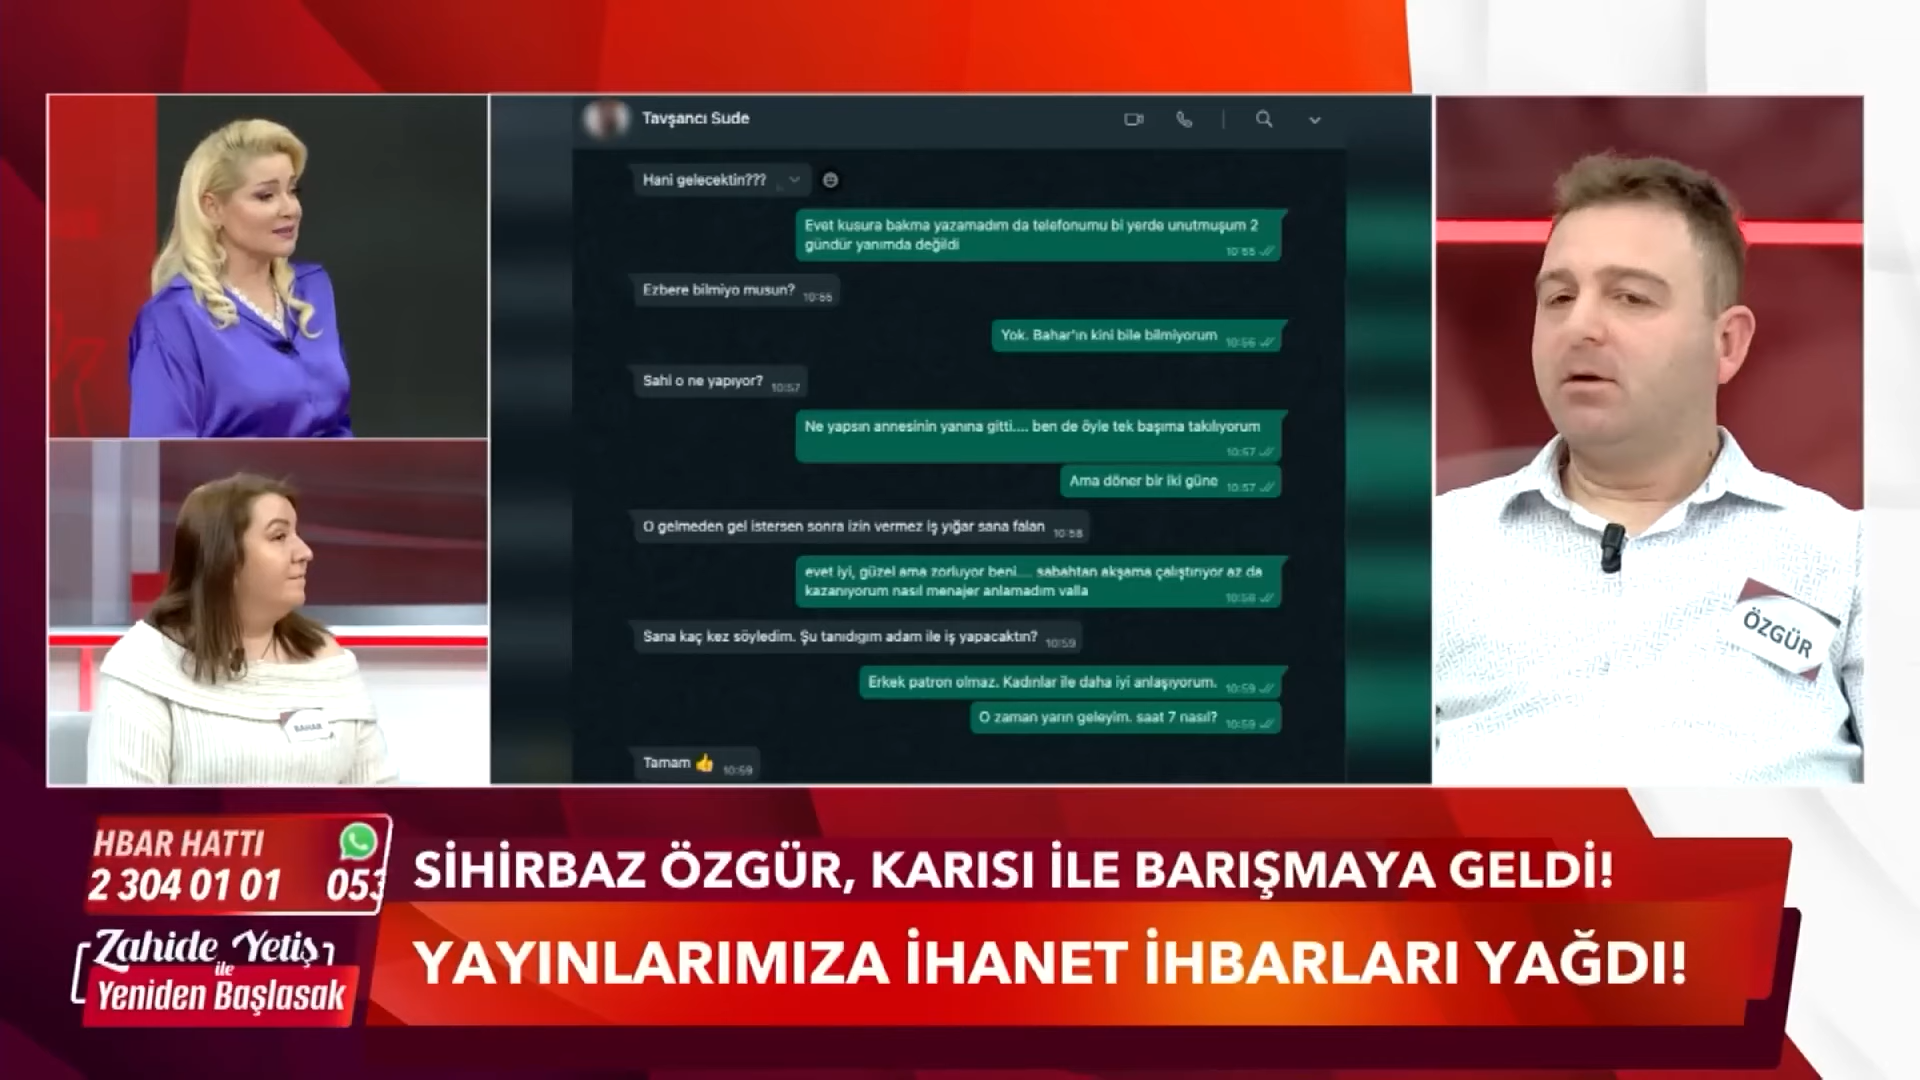 Tavşancı Sude
Hani gelecektin???
Evet kusura bakma yazamadım da telefonumu bi yerde unutmuşum 2
gündür yanımda değildi
10:55
Ezbere bilmiyo musun? 10:55
Yok. Bahar'ın kini bile bilmiyorum 10:56
Sahi o ne yapıyor? 10:57
Ne yapsın annesinin yanına gitti.... ben de öyle tek başıma takılıyorum
10:57
Ama döner bir iki güne 10:57
O gelmeden gel istersen sonra izin vermez iş yığar sana falan 10:58
evet iyi, güzel ama zorluyor beni.... sabahtan akşama çalıştırıyor az da
kazanıyorum nasıl menajer anlamadım valla 10:58
Sana kaç kez söyledim. Şu tanıdıgım adam ile iş yapacaktın? 10:59
Erkek patron olmaz. Kadınlar ile daha iyi anlaşıyorum. 10:59
O zaman yarın geleyim. saat 7 nasıl? 10:59
Tamam 👍 10:59
ÖZGÜR
BAHAR
HBAR HATTI
2 304 01 01 053
SİHİRBAZ ÖZGÜR, KARISI İLE BARIŞMAYA GELDİ!
Zahide Yetiş
ile
Yeniden Başlasak
YAYINLARIMIZA İHANET İHBARLARI YAĞDI!